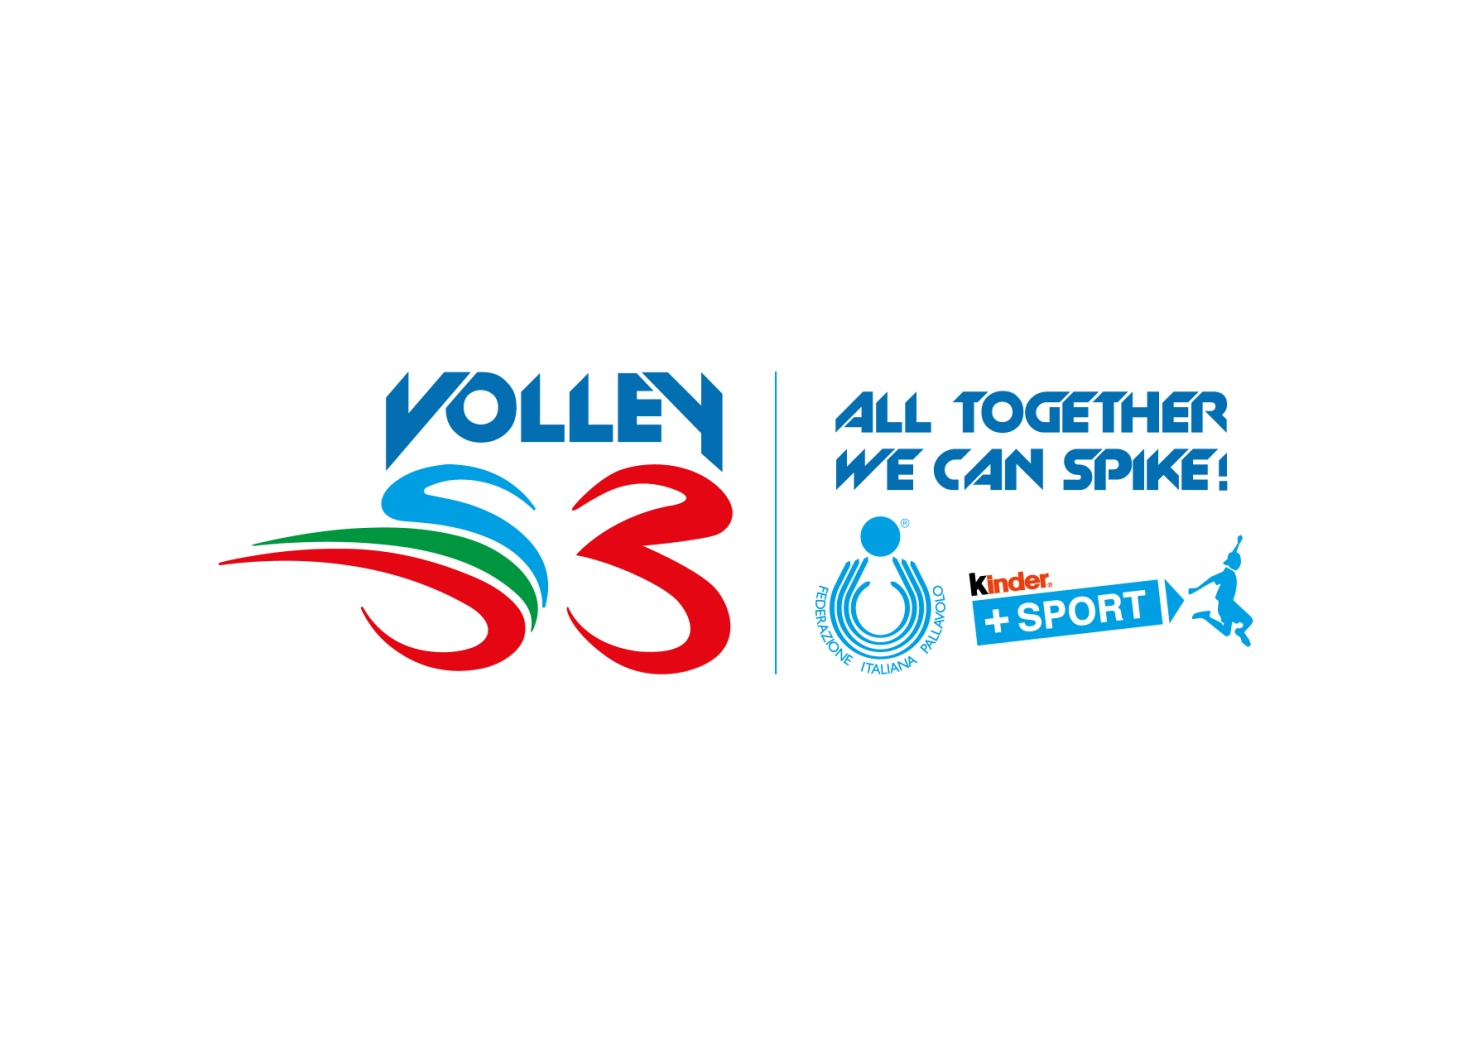 VOLLEY
S3
ALL TOGETHER
WE CAN SPIKE!
®
FEDERAZIONE ITALIANA PALLAVOLO
kinder®
+ SPORT